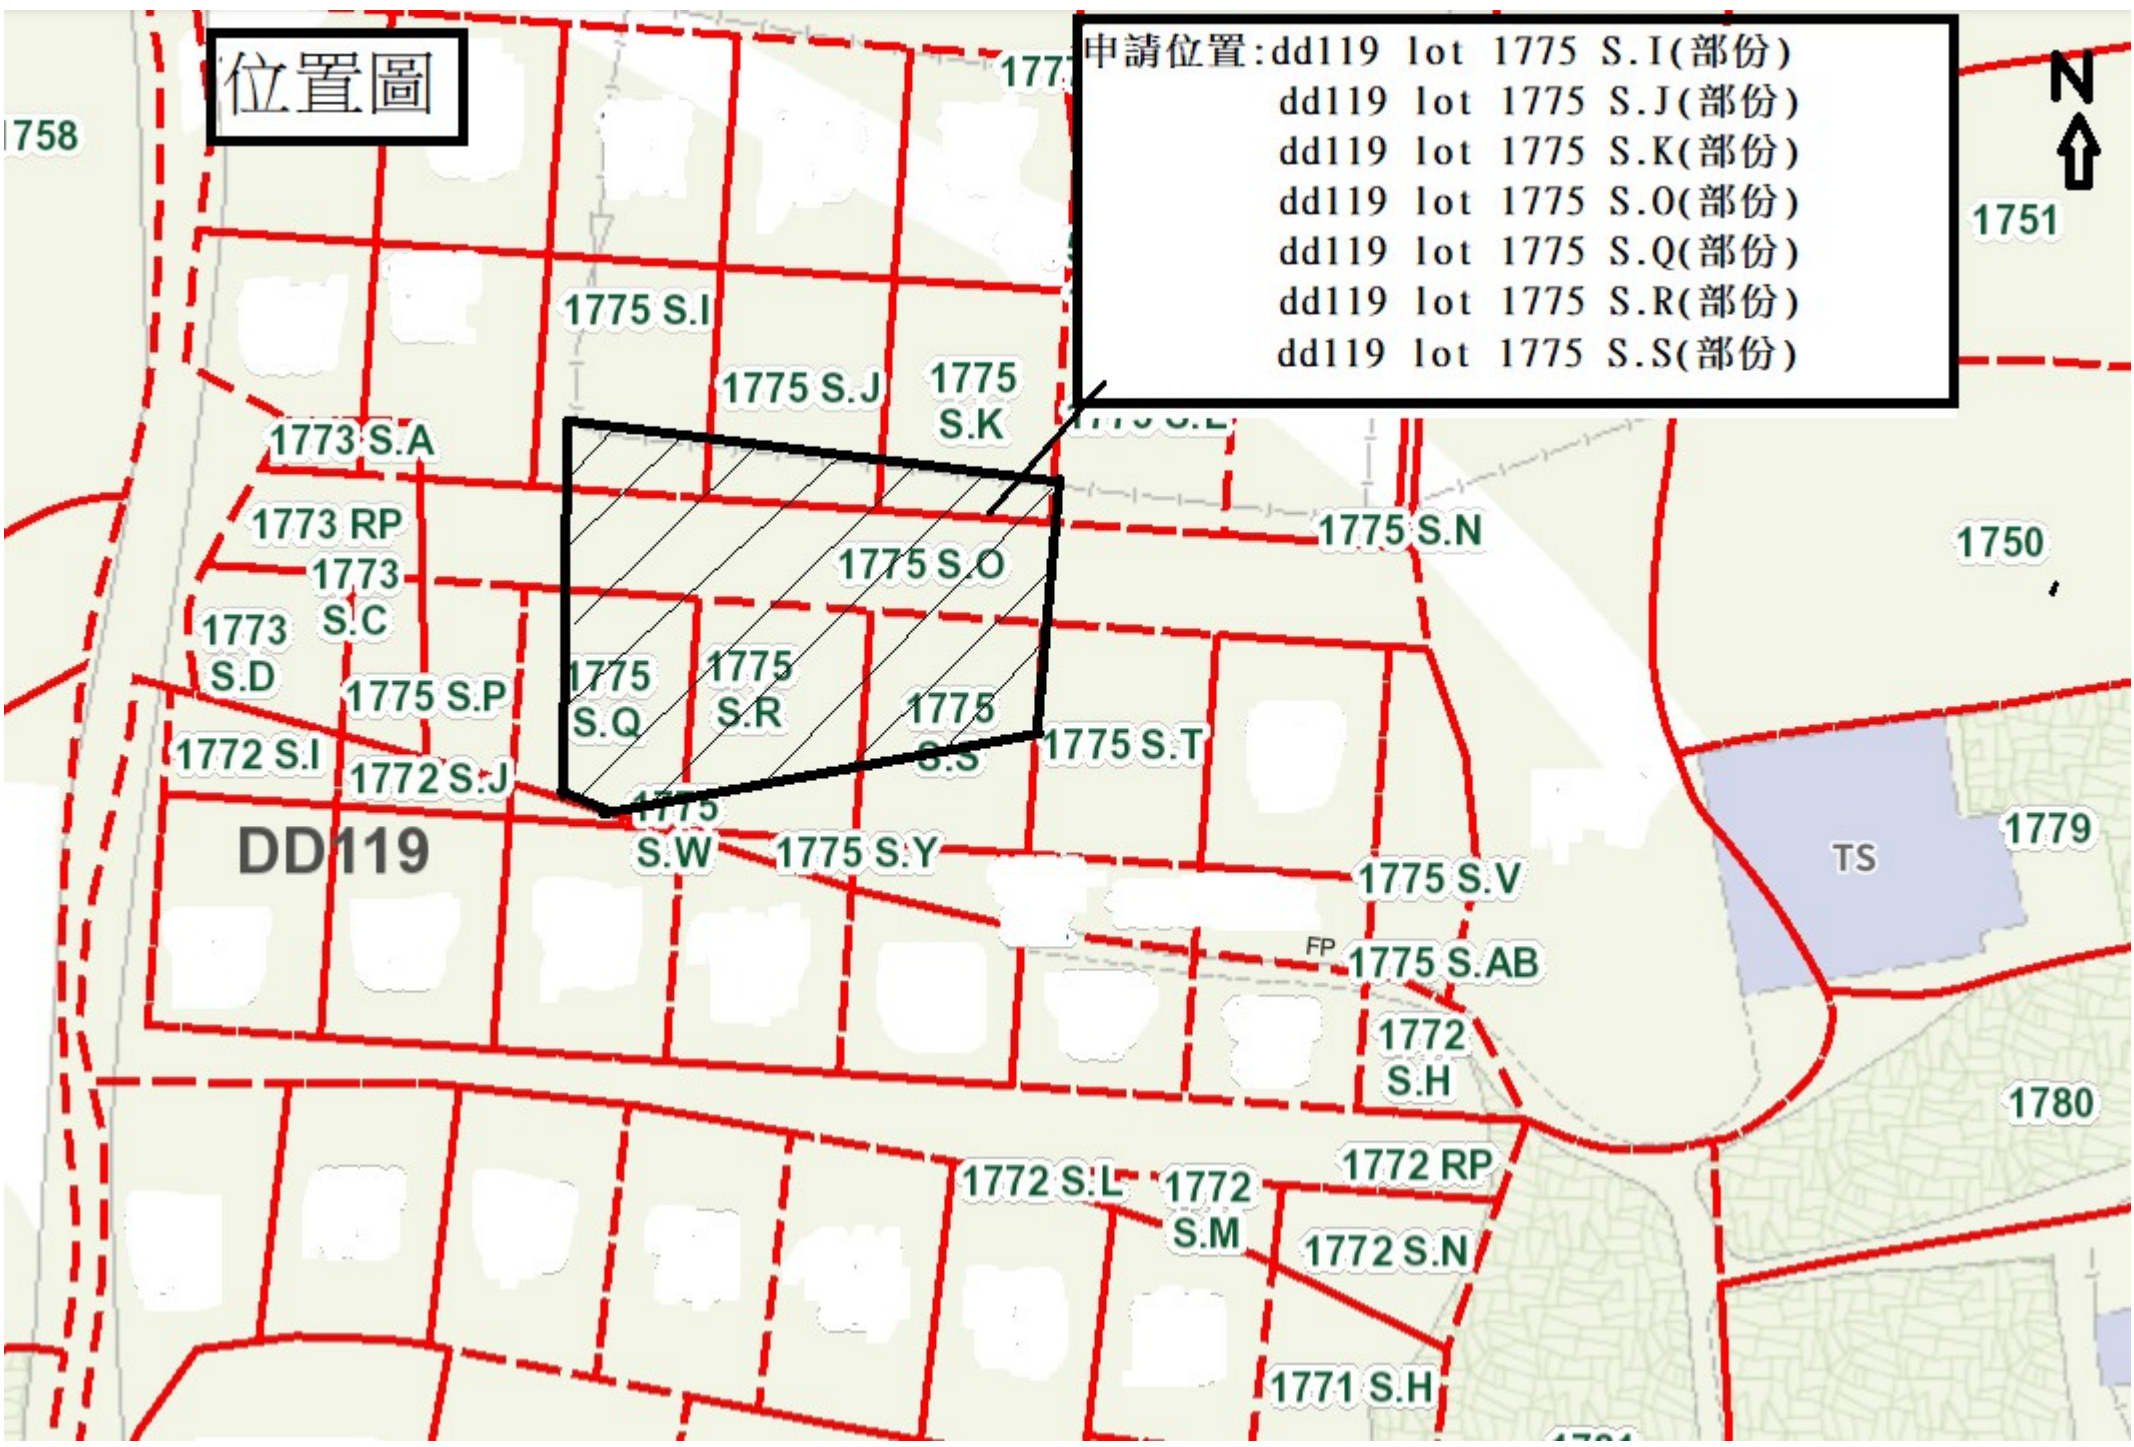 位置圖
申請位置:dd119 lot 1775 S.I(部份)
dd119 lot 1775 S.J(部份)
dd119 lot 1775 S.K(部份)
dd119 lot 1775 S.O(部份)
dd119 lot 1775 S.Q(部份)
dd119 lot 1775 S.R(部份)
dd119 lot 1775 S.S(部份)
N
1758
1751
1775 S.I
1775 S.J
1775
S.K
1773 S.A
1773 RP
1775 S.N
1750
1773
S.C
1775 S.O
1773
S.D
1775 S.P
1775
S.Q
1775
S.R
1775
S.S
1775 S.T
1772 S.I
1772 S.J
1775
S.W
1775 S.Y
DD119
1775 S.V
TS
1779
FP
1775 S.AB
1772
S.H
1780
1772 RP
1772 S.L
1772
S.M
1772 S.N
1771 S.H